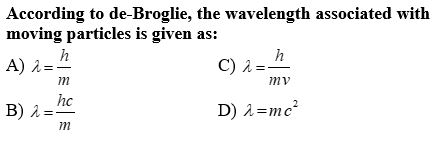 According to de-Broglie, the wavelength associated with
moving particles is given as:
A) λ = h/m
C) λ = h/mv
B) λ = hc/m
D) λ = mc²